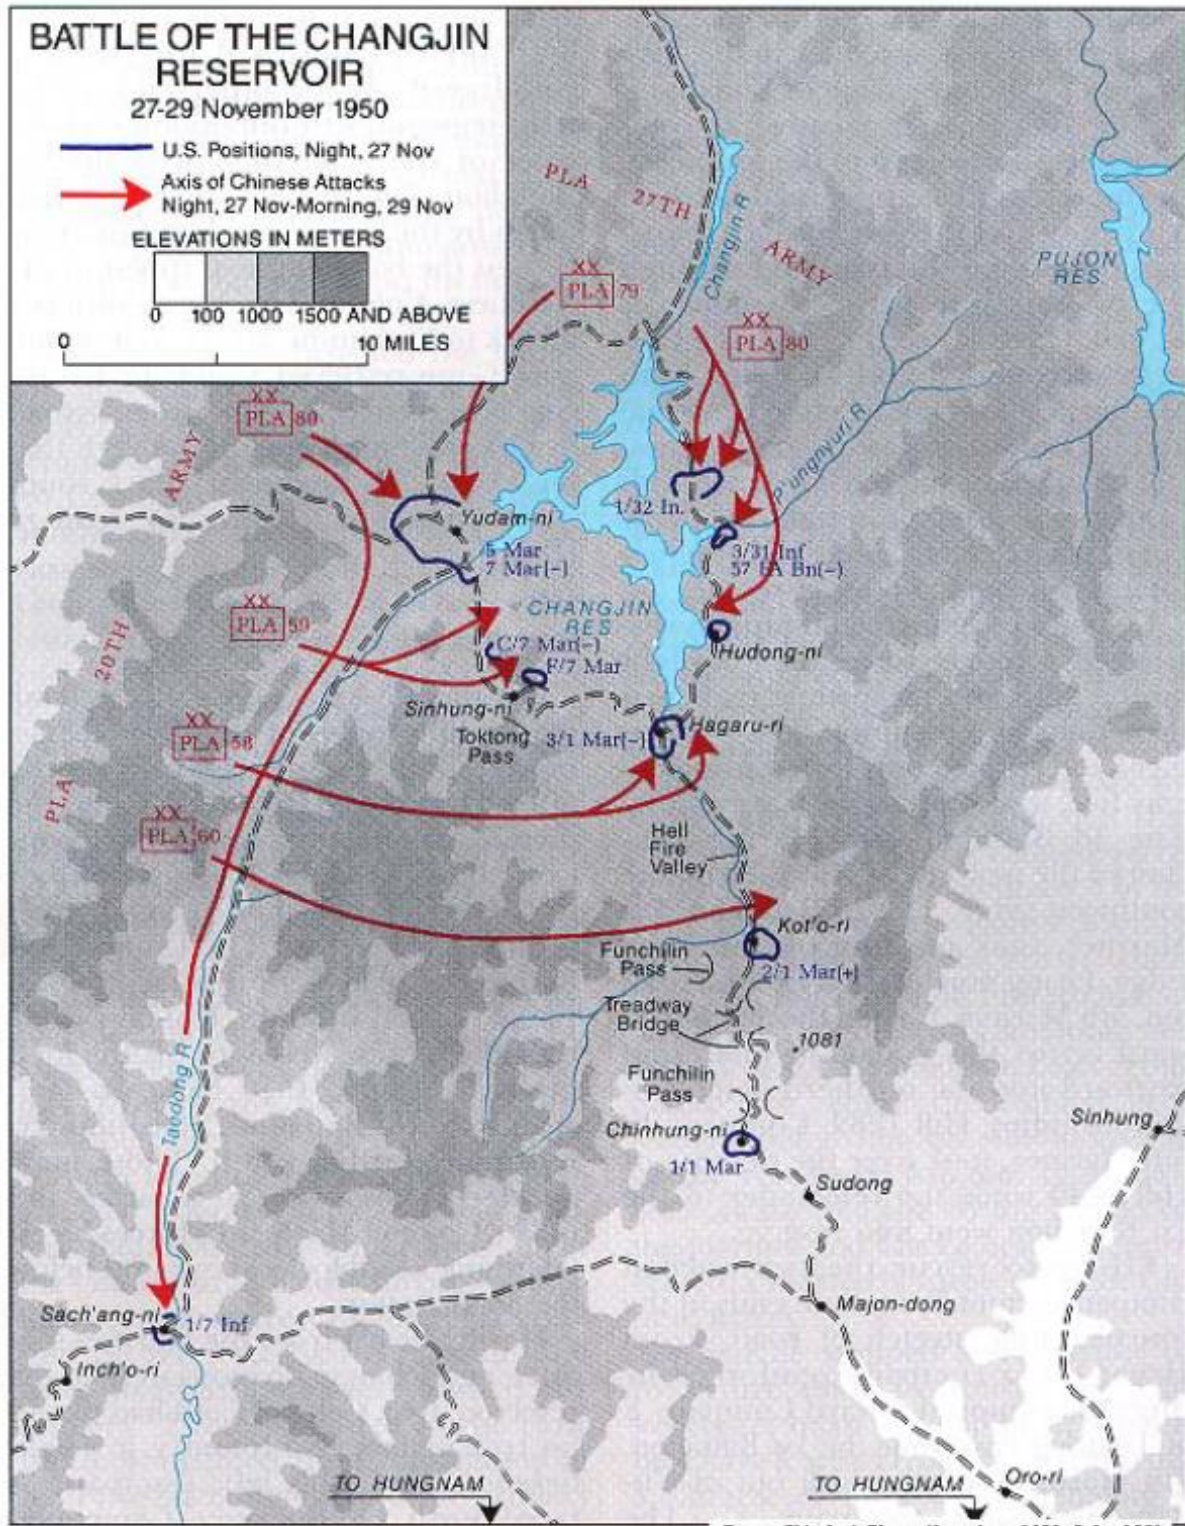 BATTLE OF THE CHANGJIN
RESERVOIR
27-29 November 1950
U.S. Positions, Night, 27 Nov
Axis of Chinese Attacks
Night, 27 Nov-Morning, 29 Nov
ELEVATIONS IN METERS
0 100 1000 1500 AND ABOVE
0 10 MILES
PLA 27TH ARMY
Changjin R
PUJON
RES
XX
PLA 79
XX
PLA 80
XX
PLA 80
PLA 20TH ARMY
P'ungnyuri R
1/32 In.
Yudam-ni
5 Mar
7 Mar(-)
3/31 Inf
57 FA Bn(-)
CHANGJIN
RES
XX
PLA 59
C/7 Mar(-)
F/7 Mar
Hudong-ni
Sinhung-ni
Toktong
Pass
3/1 Mar(-)
Hagaru-ri
XX
PLA 58
XX
PLA 60
Hell
Fire
Valley
Kot'o-ri
Funchilin
Pass
2/1 Mar(+)
Treadway
Bridge
1081
Funchilin
Pass
Taedong R
Chinhung-ni
1/1 Mar
Sinhung
Sudong
Majon-dong
Sach'ang-ni
1/7 Inf
Inch'o-ri
Oro-ri
TO HUNGNAM
TO HUNGNAM